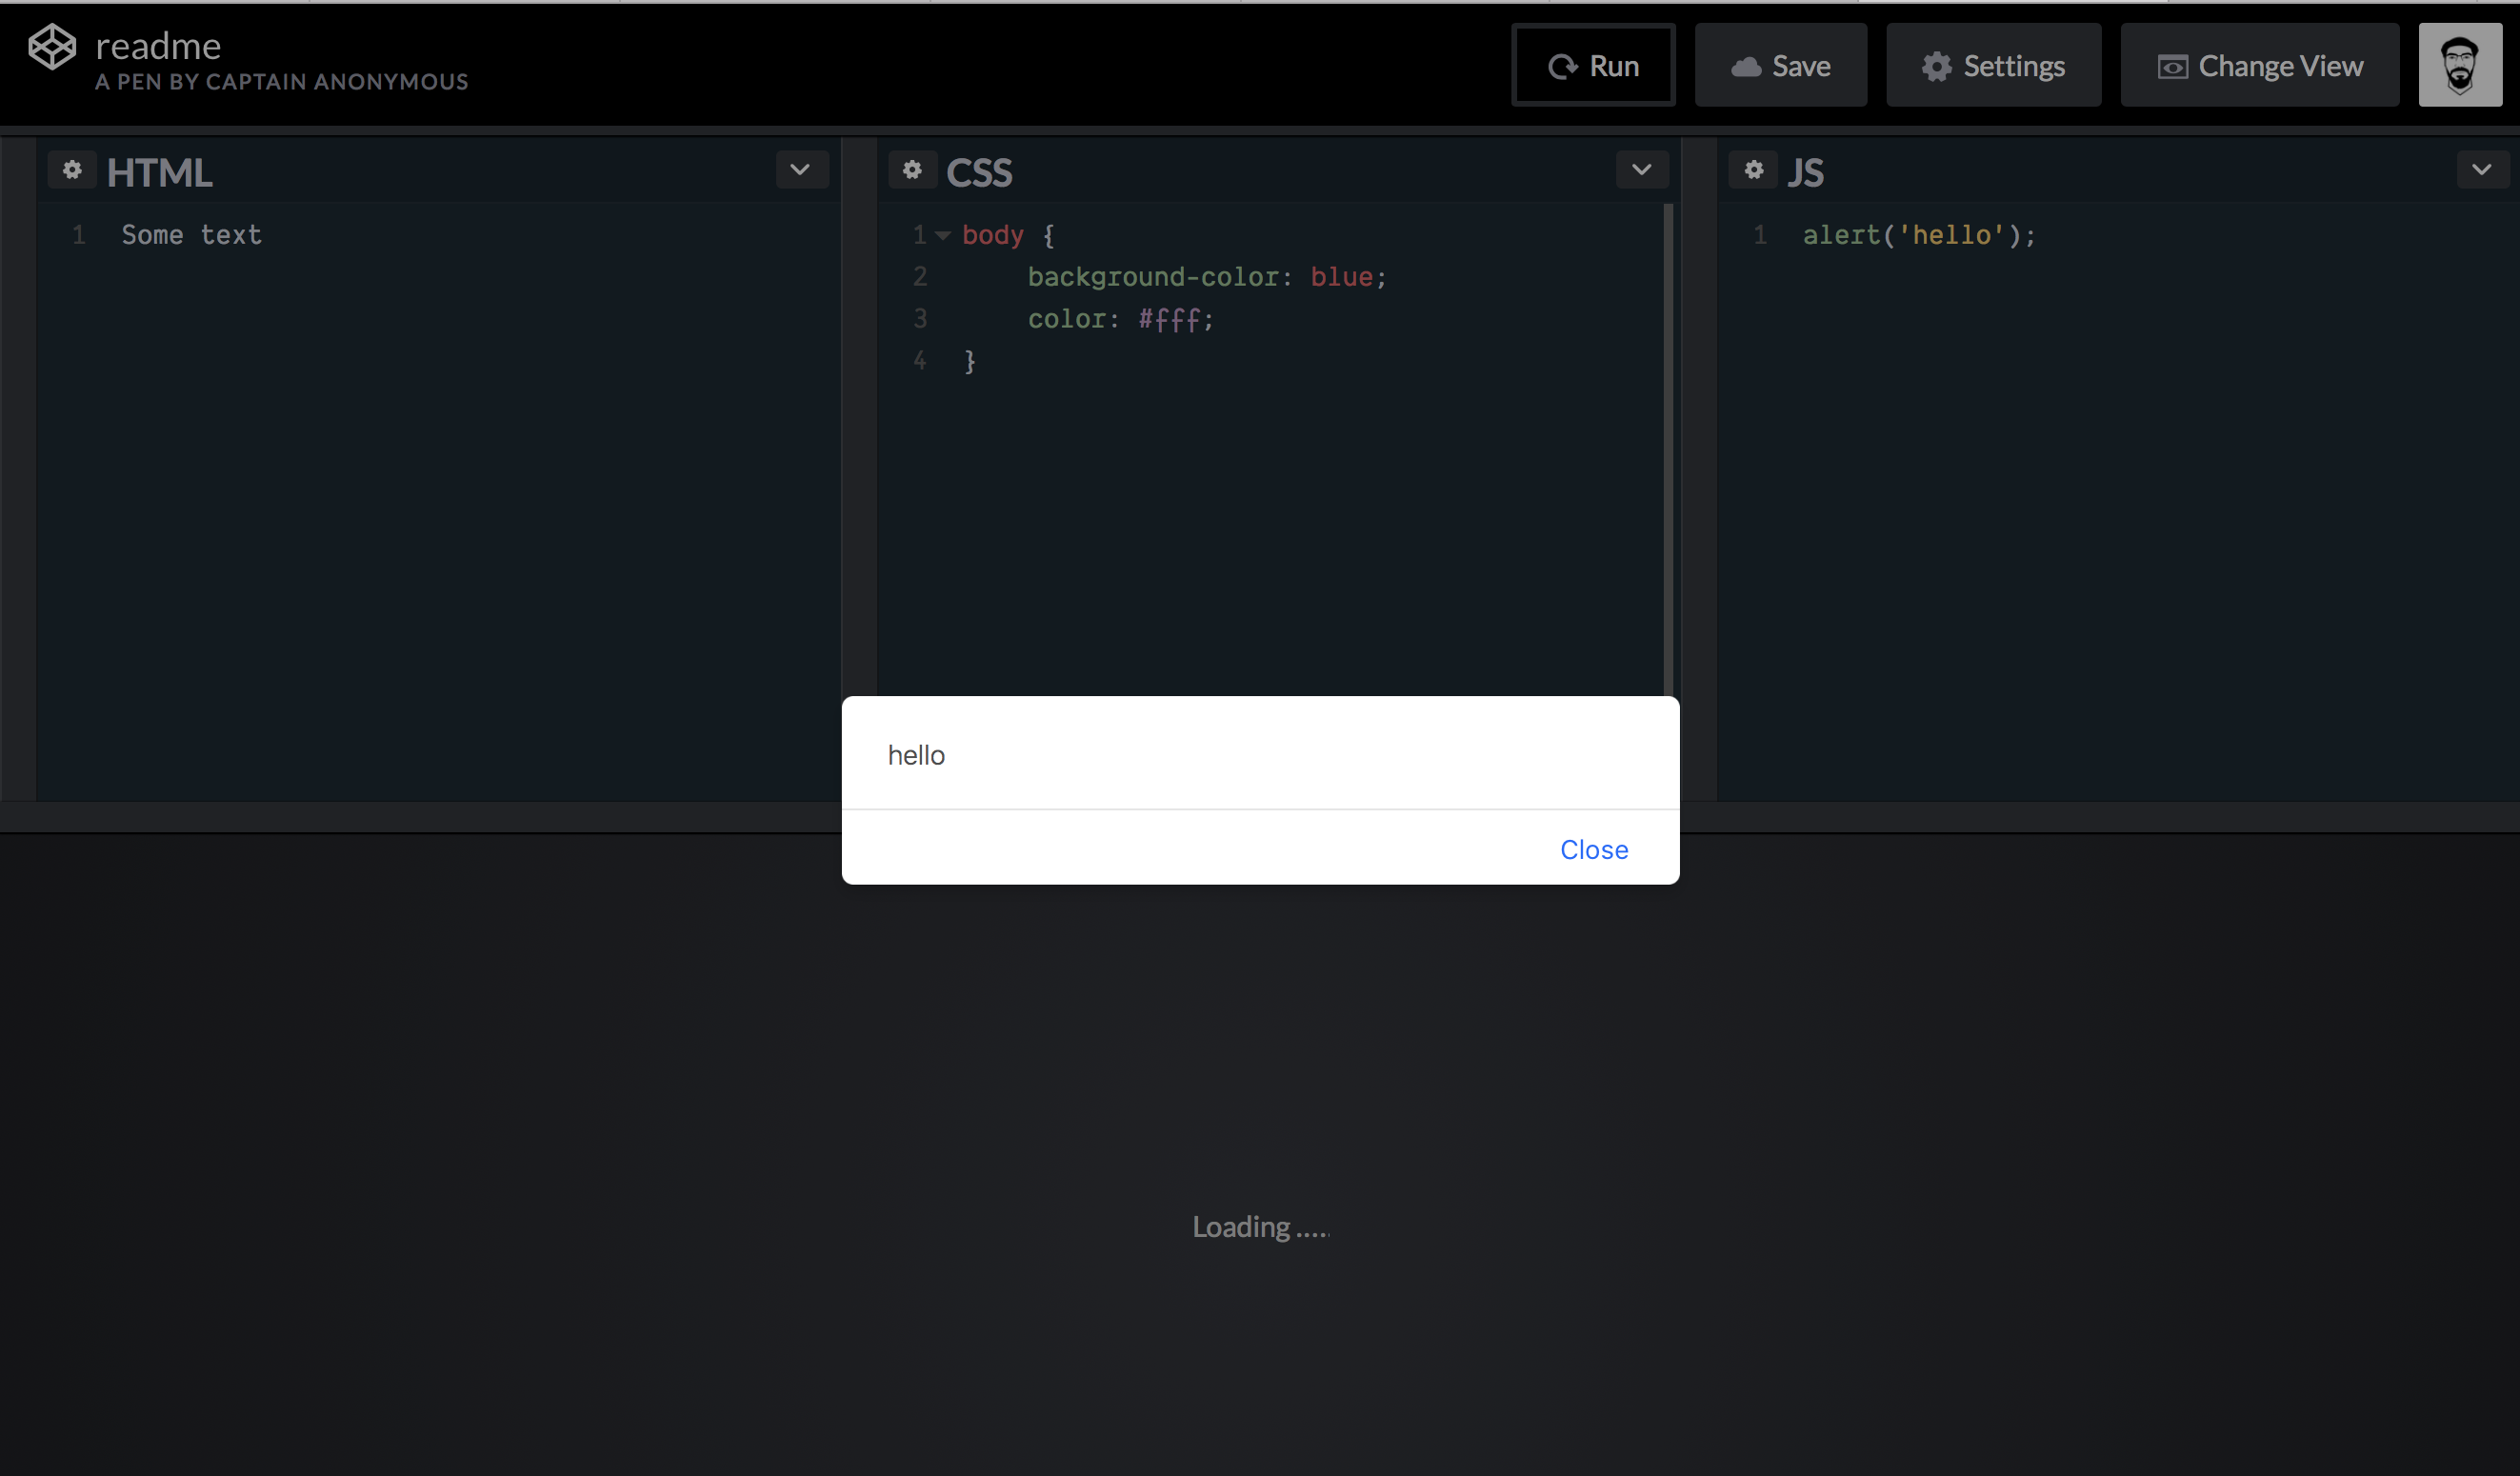 readme
A PEN BY CAPTAIN ANONYMOUS
Run
Save
Settings
Change View
HTML
1 Some text
CSS
1 body {
2 background-color: blue;
3 color: #fff;
4 }
JS
1 alert('hello');
hello
Close
Loading .....